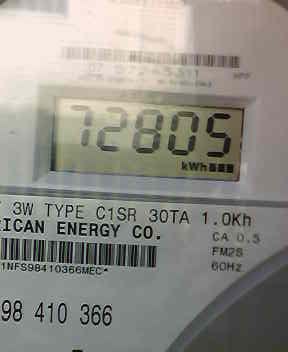 72805
kWh
3W TYPE C1SR 30TA 1.0Kh
RICAN ENERGY CO.
CA 0.5
FM2S
60Hz
1NFS98410366MEC*
98 410 366